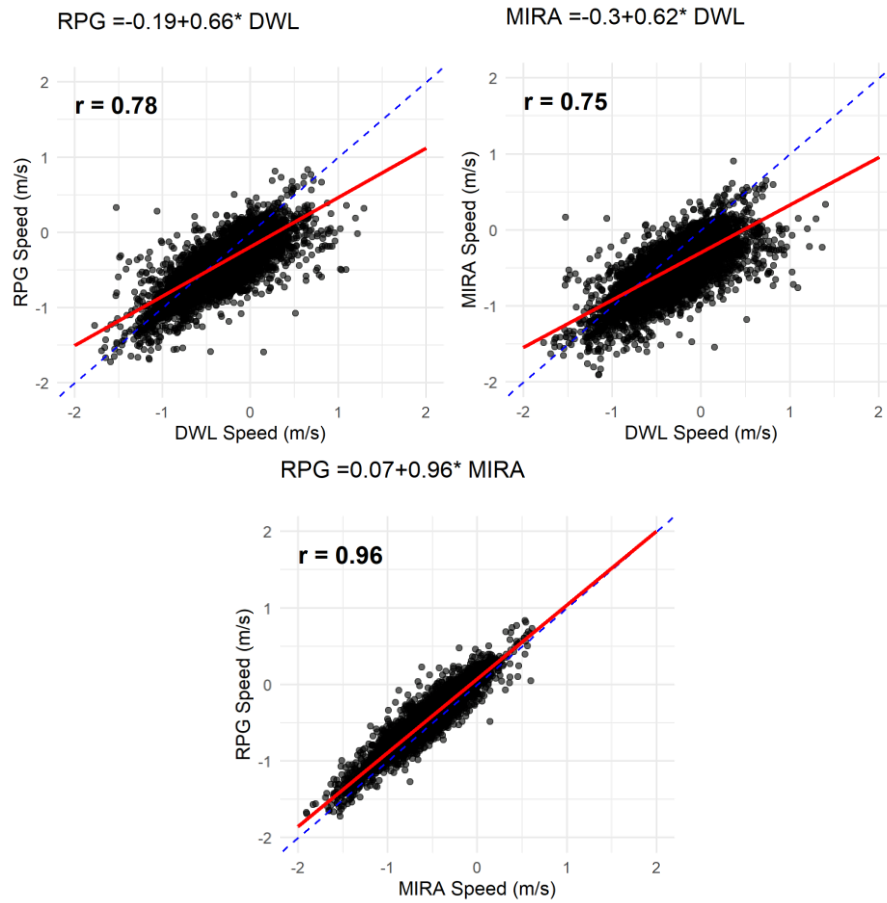 RPG =-0.19+0.66* DWL
r = 0.78
RPG Speed (m/s)
2
1
0
-1
-2
-2 -1 0 1 2
DWL Speed (m/s)
MIRA =-0.3+0.62* DWL
r = 0.75
MIRA Speed (m/s)
2
1
0
-1
-2
-2 -1 0 1 2
DWL Speed (m/s)
RPG =0.07+0.96* MIRA
r = 0.96
RPG Speed (m/s)
2
1
0
-1
-2
-2 -1 0 1 2
MIRA Speed (m/s)